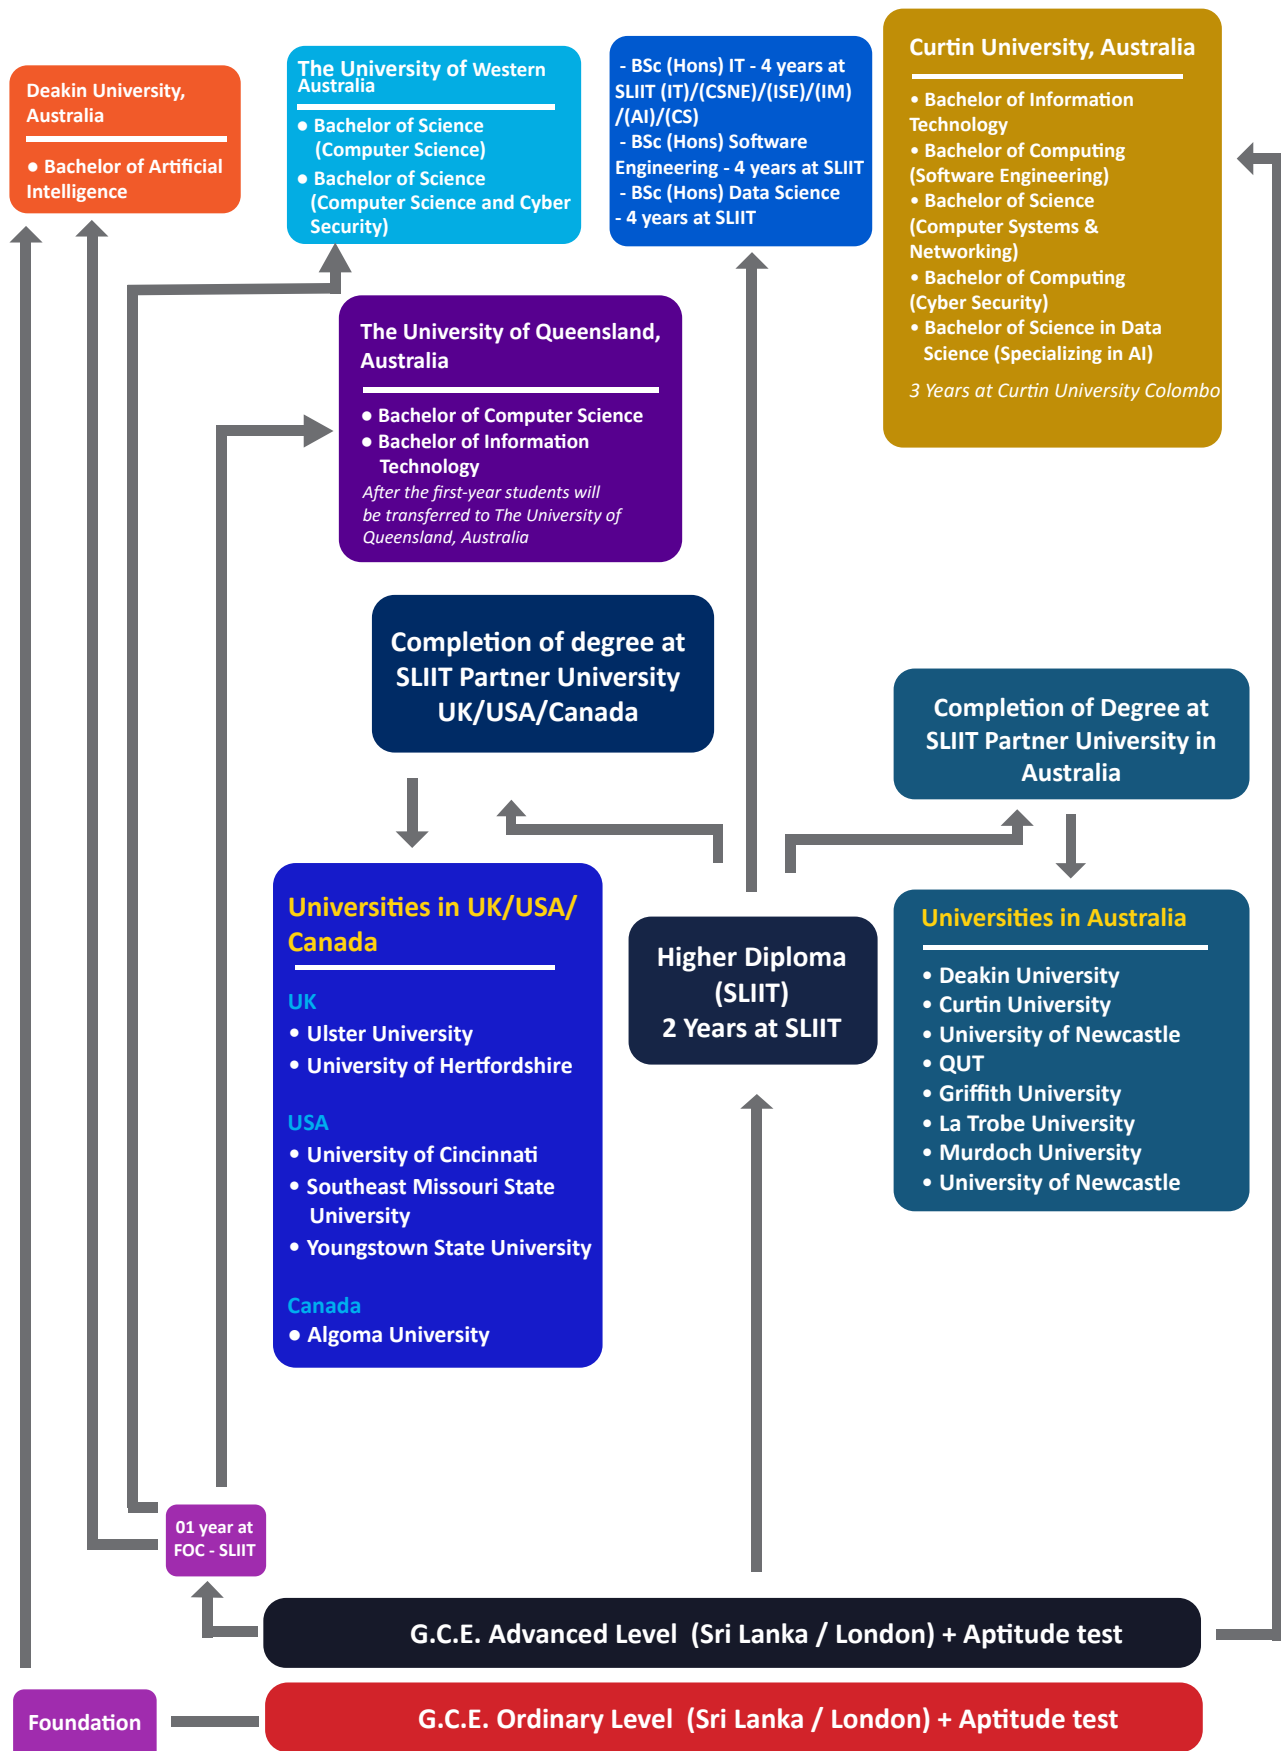 Deakin University,
Australia
● Bachelor of Artificial
Intelligence
The University of Western
Australia
● Bachelor of Science
(Computer Science)
● Bachelor of Science
(Computer Science and Cyber
Security)
- BSc (Hons) IT - 4 years at
SLIIT (IT)/(CSNE)/(ISE)/(IM)
/(AI)/(CS)
- BSc (Hons) Software
Engineering - 4 years at SLIIT
- BSc (Hons) Data Science
- 4 years at SLIIT
Curtin University, Australia
• Bachelor of Information
Technology
• Bachelor of Computing
(Software Engineering)
• Bachelor of Science
(Computer Systems &
Networking)
• Bachelor of Computing
(Cyber Security)
• Bachelor of Science in Data
Science (Specializing in AI)
3 Years at Curtin University Colombo
The University of Queensland,
Australia
● Bachelor of Computer Science
● Bachelor of Information
Technology
After the first-year students will
be transferred to The University of
Queensland, Australia
Completion of degree at
SLIIT Partner University
UK/USA/Canada
Completion of Degree at
SLIIT Partner University in
Australia
Universities in UK/USA/
Canada
UK
• Ulster University
• University of Hertfordshire
USA
• University of Cincinnati
• Southeast Missouri State
University
• Youngstown State University
Canada
● Algoma University
Higher Diploma
(SLIIT)
2 Years at SLIIT
Universities in Australia
• Deakin University
• Curtin University
• University of Newcastle
• QUT
• Griffith University
• La Trobe University
• Murdoch University
• University of Newcastle
01 year at
FOC - SLIIT
G.C.E. Advanced Level (Sri Lanka / London) + Aptitude test
Foundation
G.C.E. Ordinary Level (Sri Lanka / London) + Aptitude test